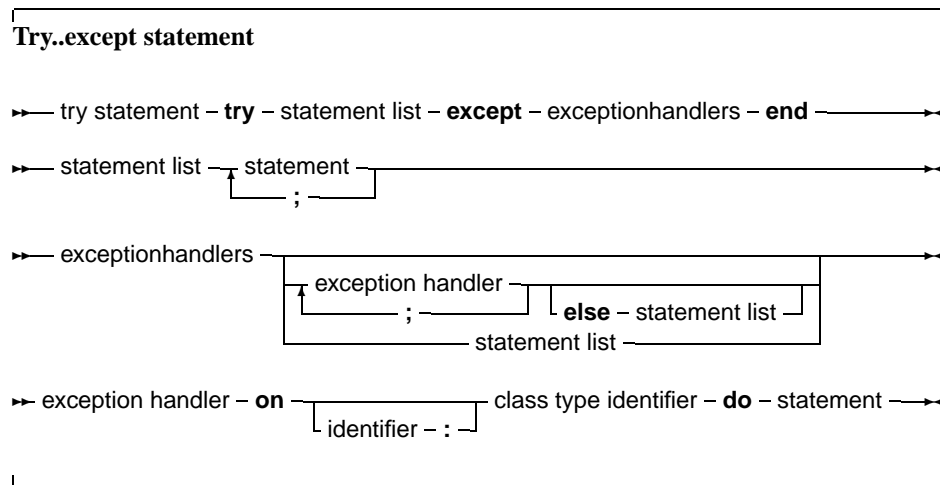 Try..except statement
try statement – try – statement list – except – exceptionhandlers – end
statement list statement
;
exceptionhandlers
exception handler
; else – statement list
statement list
exception handler – on class type identifier – do – statement
identifier – :